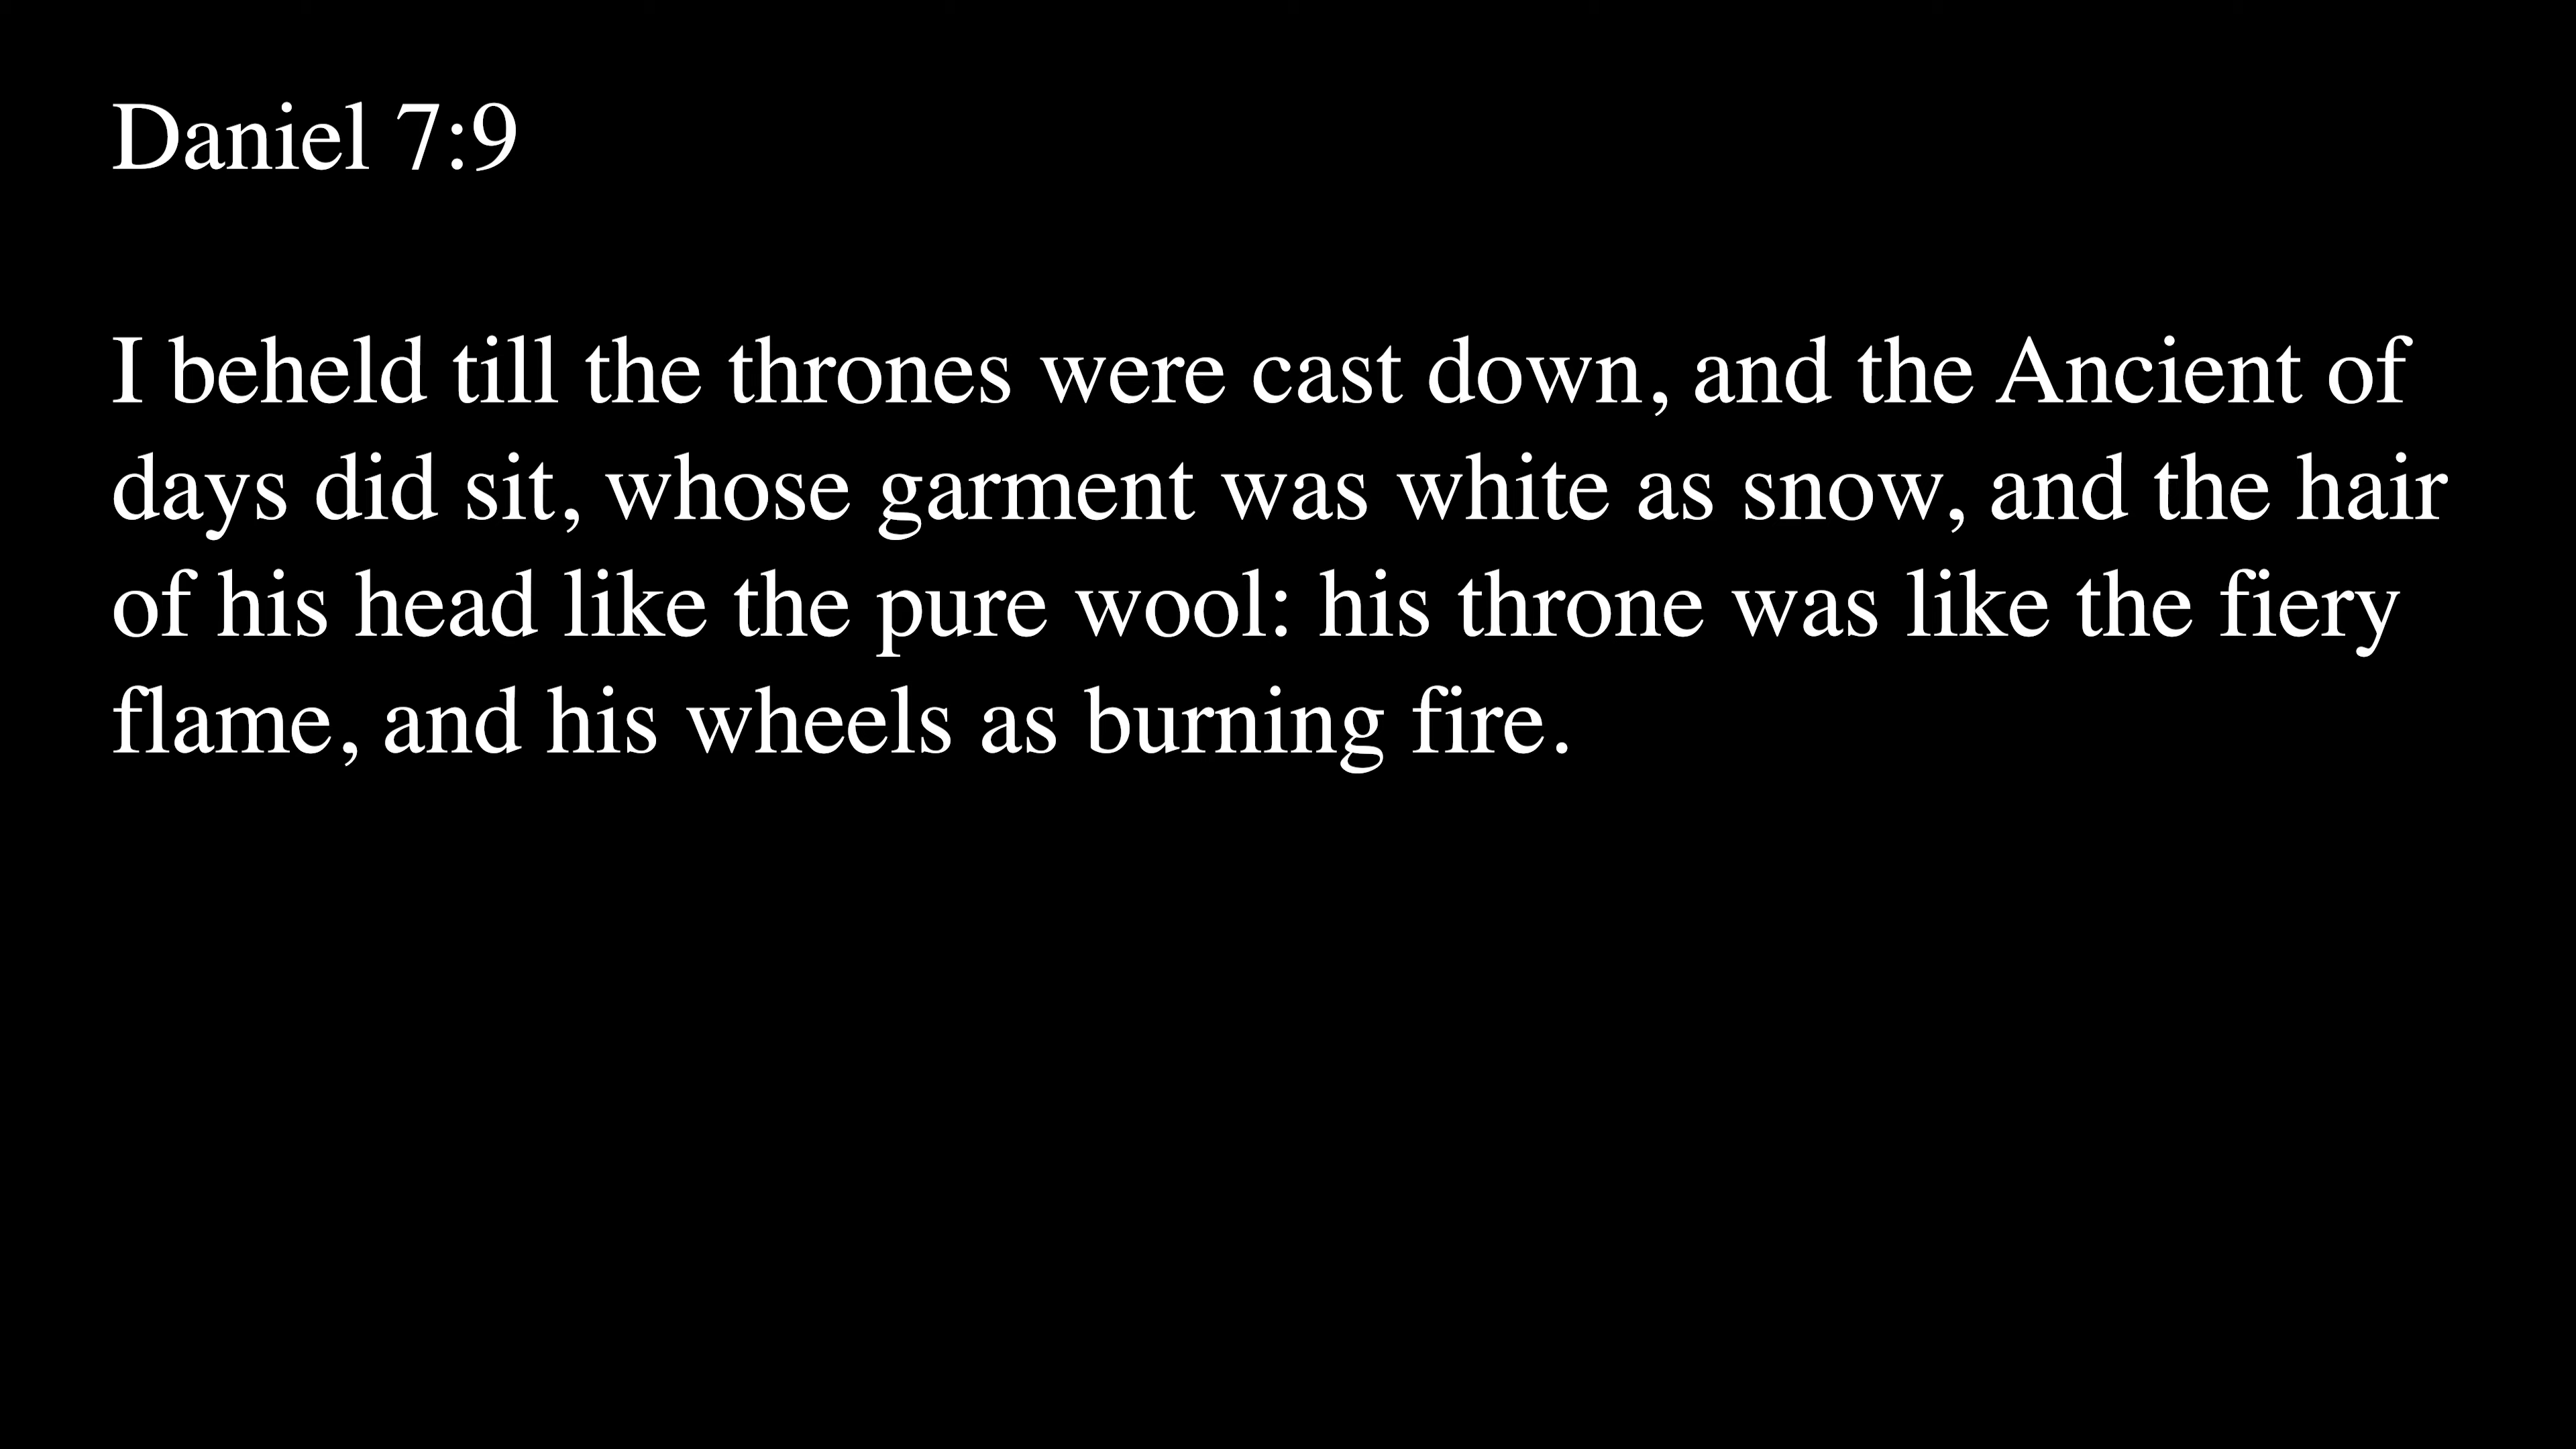 Daniel 7:9
I beheld till the thrones were cast down, and the Ancient of
days did sit, whose garment was white as snow, and the hair
of his head like the pure wool: his throne was like the fiery
flame, and his wheels as burning fire.